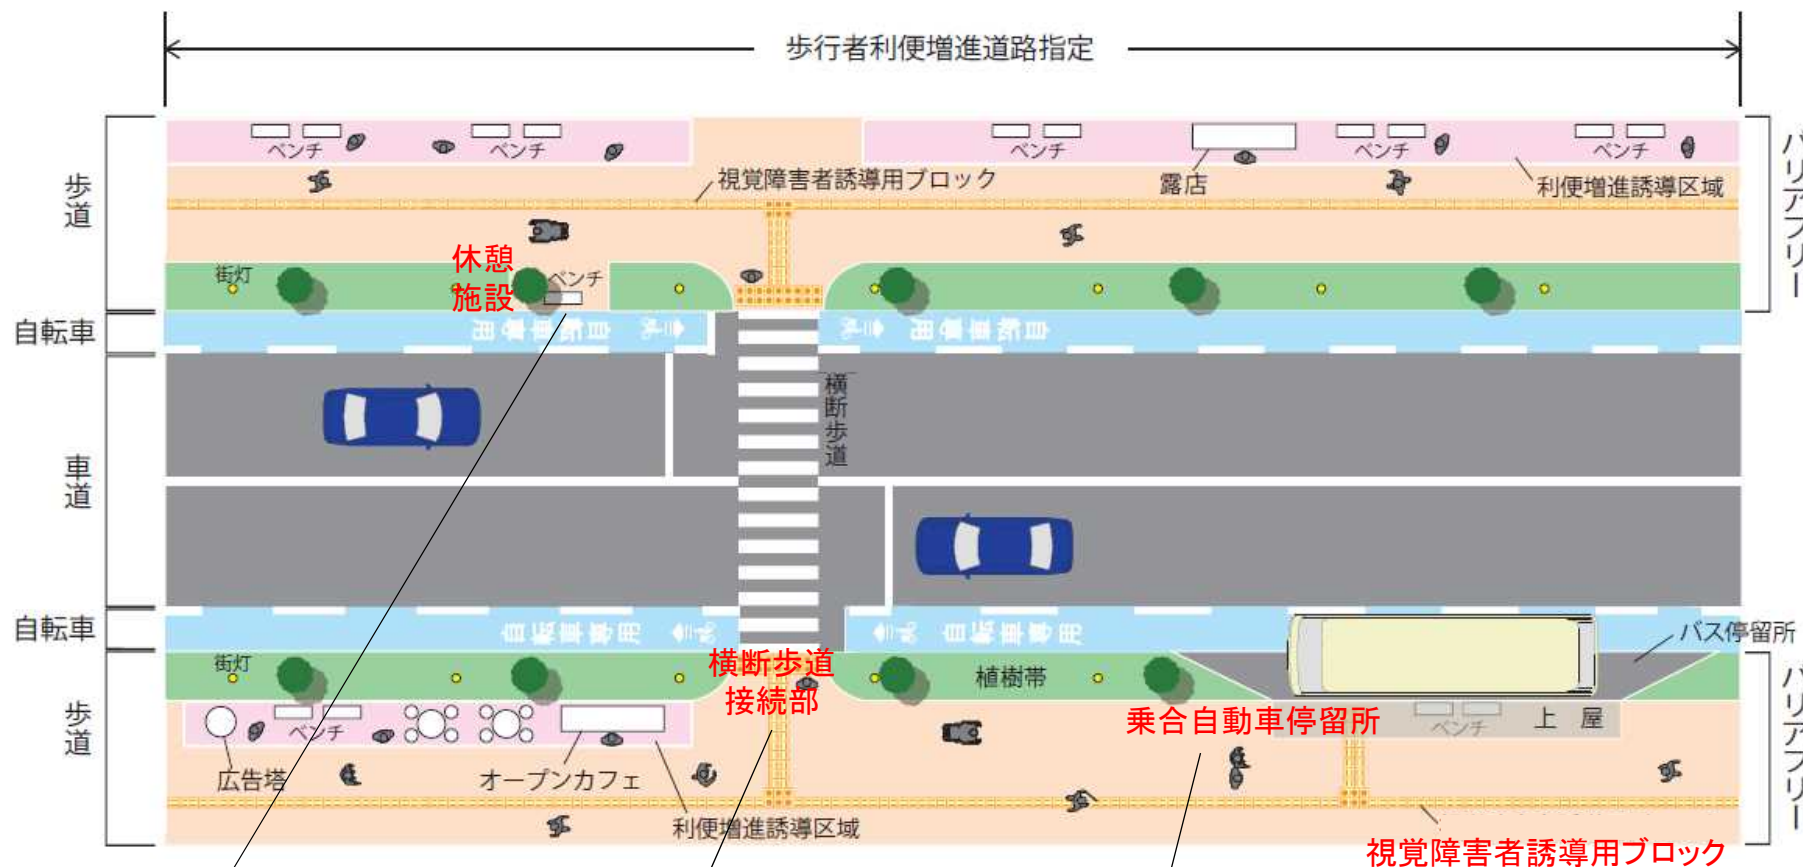 歩行者利便増進道路指定
ベンチ
ベンチ
ベンチ
ベンチ
ベンチ
歩道
視覚障害者誘導用ブロック
露店
利便増進誘導区域
バリアフリー
休憩
施設
街灯
ベンチ
自転車
自転車専用
自転車専用
横断歩道
車道
自転車
自転車専用
自転車専用
バス停留所
街灯
横断歩道
接続部
植樹帯
歩道
乗合自動車停留所
ベンチ
ベンチ
上屋
バリアフリー
広告塔
オープンカフェ
利便増進誘導区域
視覚障害者誘導用ブロック